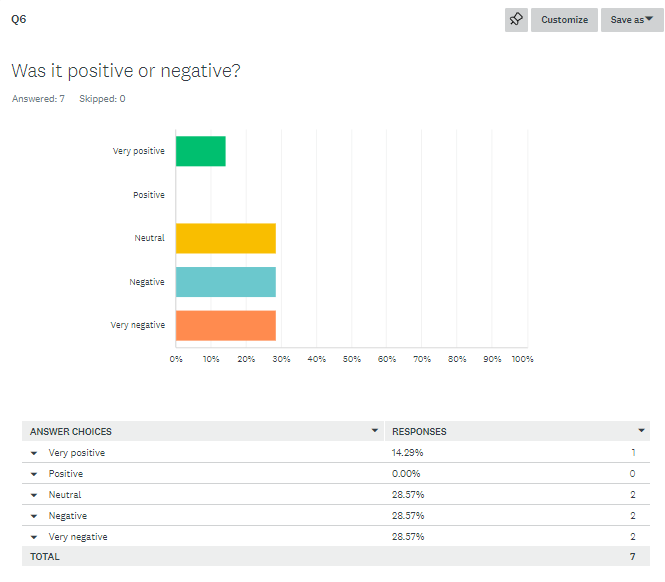 Q6
Customize
Save as
Was it positive or negative?
Answered: 7 Skipped: 0
Very positive
Positive
Neutral
Negative
Very negative
0% 10% 20% 30% 40% 50% 60% 70% 80% 90% 100%
ANSWER CHOICES RESPONSES
Very positive 14.29% 1
Positive 0.00% 0
Neutral 28.57% 2
Negative 28.57% 2
Very negative 28.57% 2
TOTAL 7